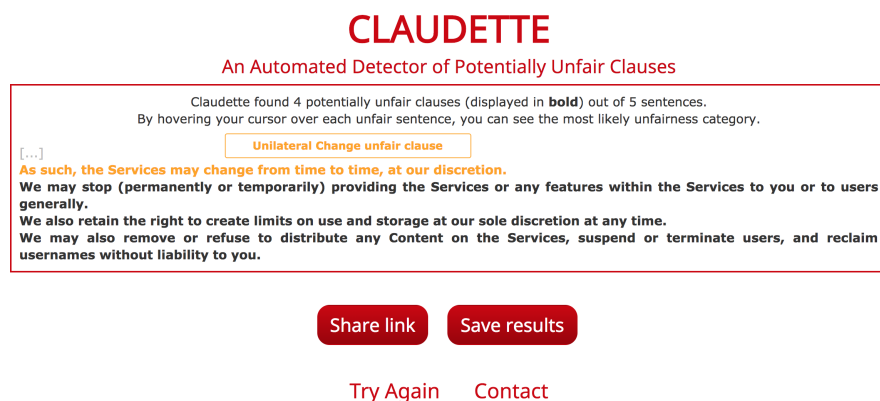 CLAUDETTE
An Automated Detector of Potentially Unfair Clauses
Claudette found 4 potentially unfair clauses (displayed in bold) out of 5 sentences.
By hovering your cursor over each unfair sentence, you can see the most likely unfairness category.
Unilateral Change unfair clause
[...]
As such, the Services may change from time to time, at our discretion.
We may stop (permanently or temporarily) providing the Services or any features within the Services to you or to users
generally.
We also retain the right to create limits on use and storage at our sole discretion at any time.
We may also remove or refuse to distribute any Content on the Services, suspend or terminate users, and reclaim
usernames without liability to you.
Share link Save results
Try Again Contact